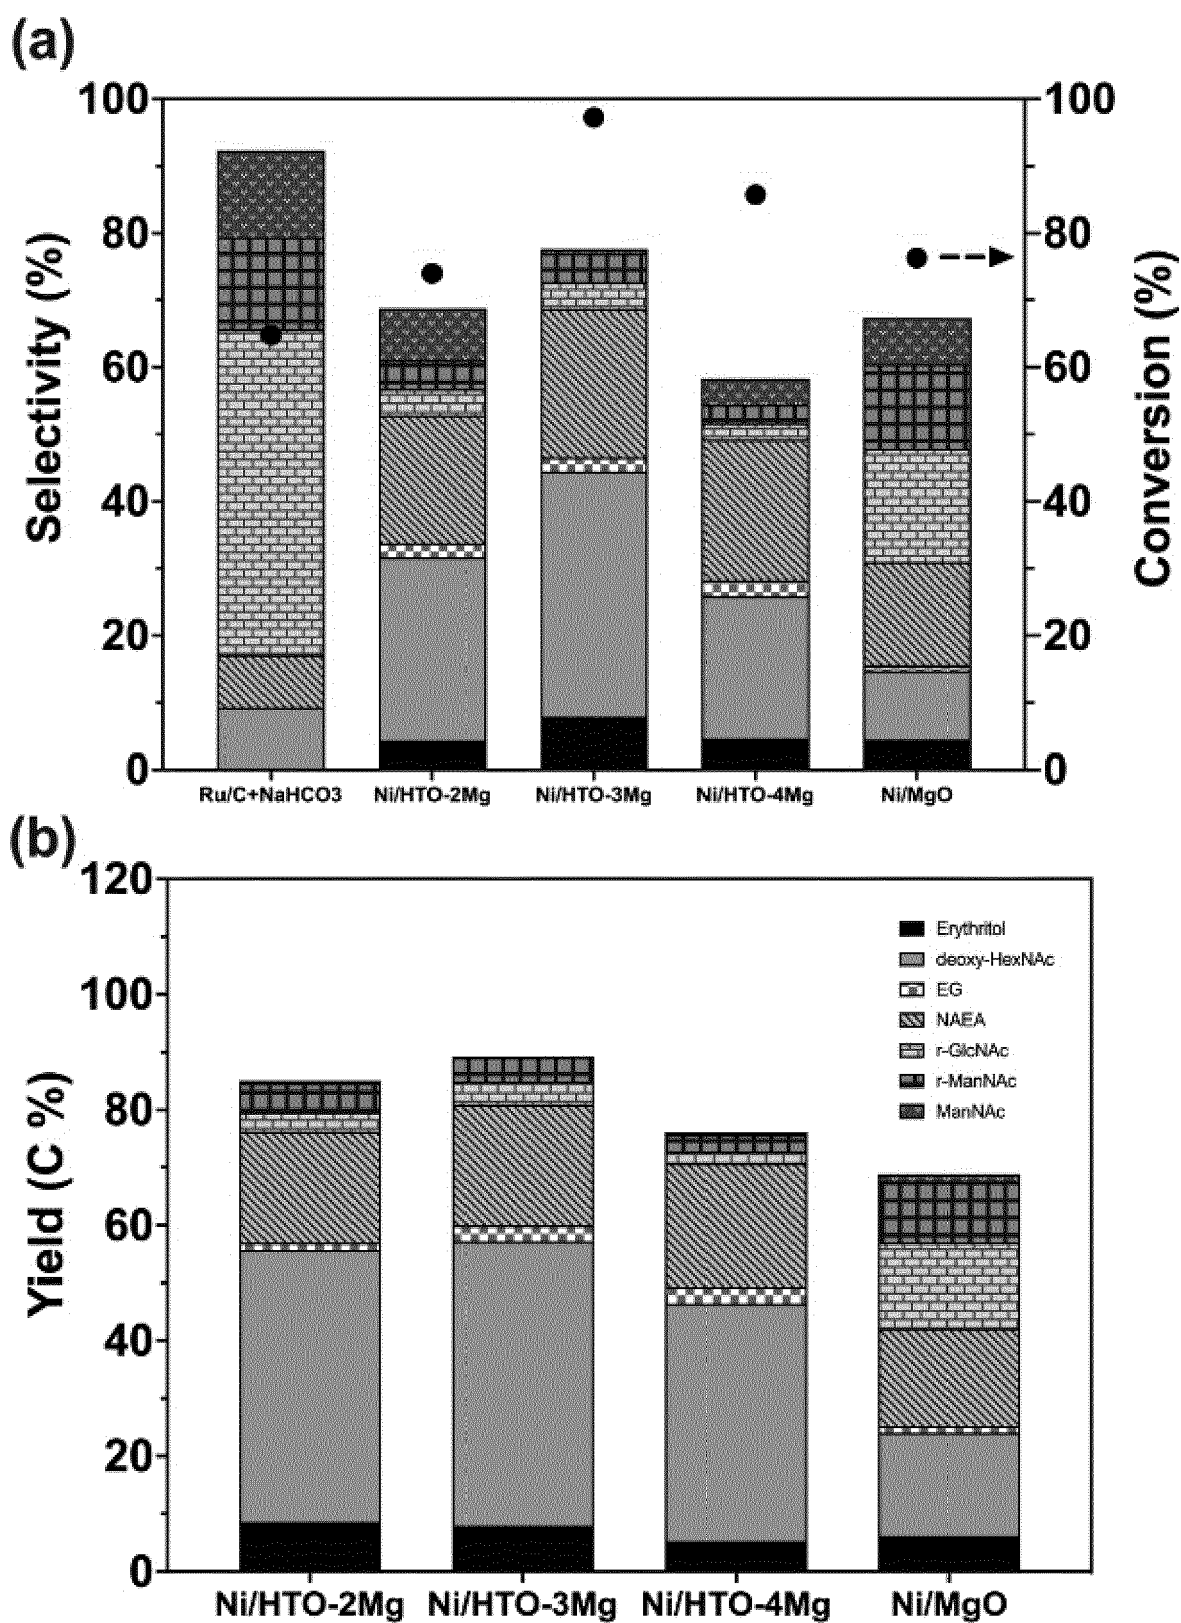 (a)
100
80
60
40
20
0
Selectivity (%)
100
80
60
40
20
0
Conversion (%)
Ru/C+NaHCO3 Ni/HTO-2Mg Ni/HTO-3Mg Ni/HTO-4Mg Ni/MgO
(b)
120
100
80
60
40
20
0
Yield (C %)
Erythritol
deoxy-HexNAc
EG
NAEA
r-GlcNAc
r-ManNAc
ManNAc
Ni/HTO-2Mg Ni/HTO-3Mg Ni/HTO-4Mg Ni/MgO